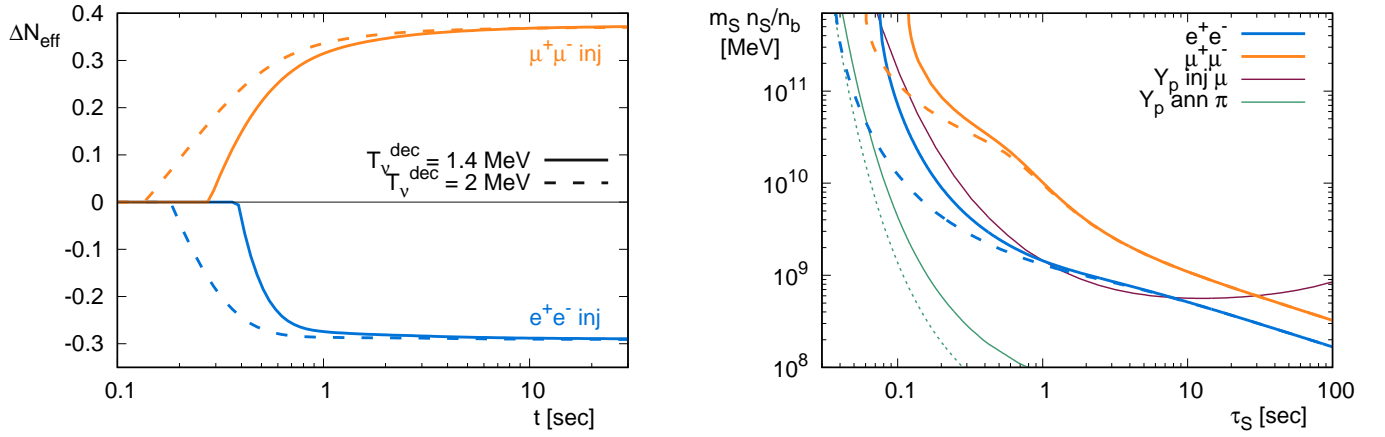 ΔN_eff
0.4
0.3
0.2
0.1
0
-0.1
-0.2
-0.3
μ⁺μ⁻ inj
T_ν^dec = 1.4 MeV
T_ν^dec = 2 MeV
e⁺e⁻ inj
0.1
1
10
t [sec]
m_S n_S/n_b
[MeV]
10¹¹
10¹⁰
10⁹
10⁸
e⁺e⁻
μ⁺μ⁻
Y_p inj μ
Y_p ann π
0.1
1
10
100
τ_S [sec]